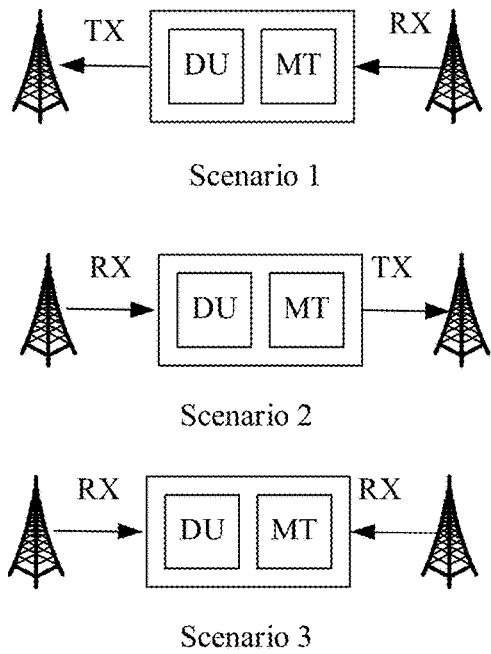 TX DU MT RX
Scenario 1
RX DU MT TX
Scenario 2
RX DU MT RX
Scenario 3